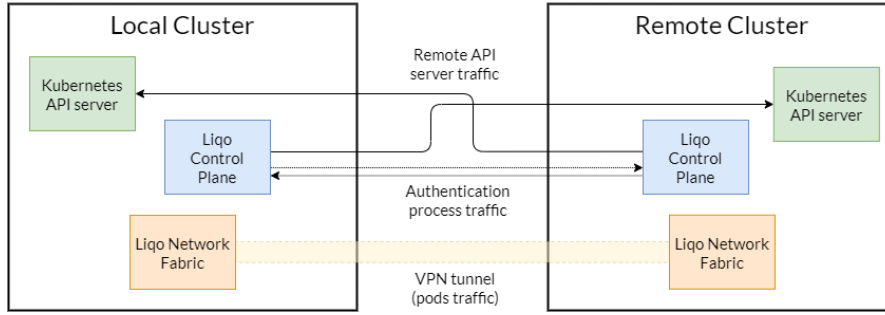 Local Cluster
Remote Cluster
Remote API
server traffic
Kubernetes
API server
Kubernetes
API server
Liqo
Control
Plane
Liqo
Control
Plane
Authentication
process traffic
Liqo Network
Fabric
Liqo Network
Fabric
VPN tunnel
(pods traffic)